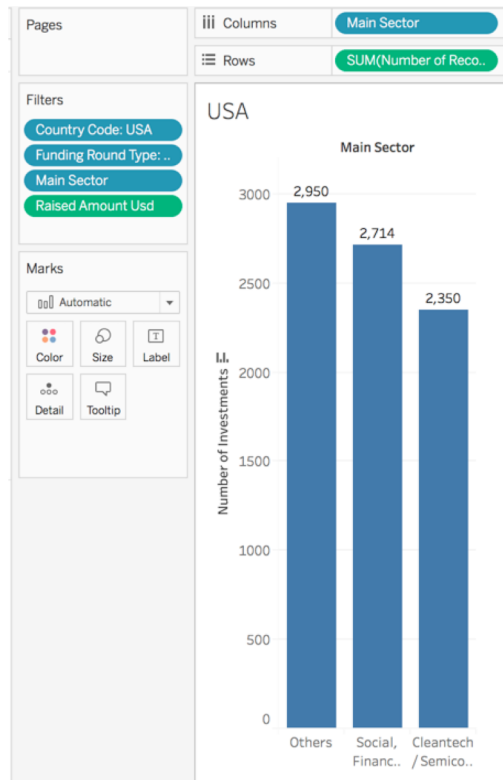 Pages
Columns
Main Sector
Rows
SUM(Number of Reco..
Filters
Country Code: USA
Funding Round Type: ..
Main Sector
Raised Amount Usd
Marks
Automatic
Color
Size
T
Label
Detail
Tooltip
USA
Main Sector
Number of Investments
3000
2500
2000
1500
1000
500
0
2,950
2,714
2,350
Others
Social,
Financ..
Cleantech
/ Semico..